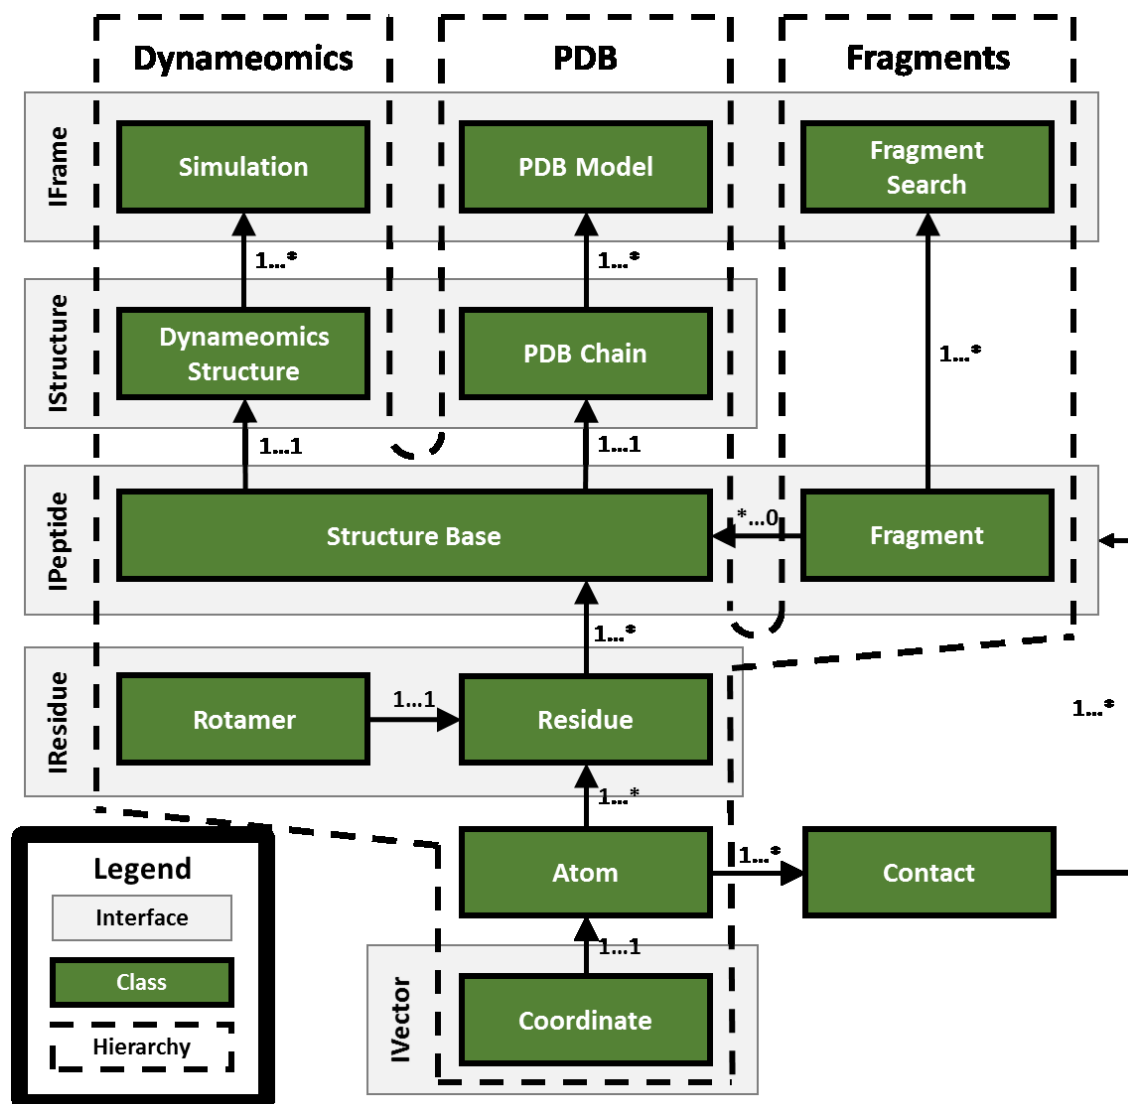 Dynameomics
PDB
Fragments
IFrame
Simulation
PDB Model
Fragment
Search
1...*
1...*
1...*
IStructure
Dynameomics
Structure
PDB Chain
1...1
1...1
IPeptide
Structure Base
*...0
Fragment
1...*
IResidue
Rotamer
1...1
Residue
1...*
1...*
Atom
1...*
Contact
1...1
IVector
Coordinate
Legend
Interface
Class
Hierarchy